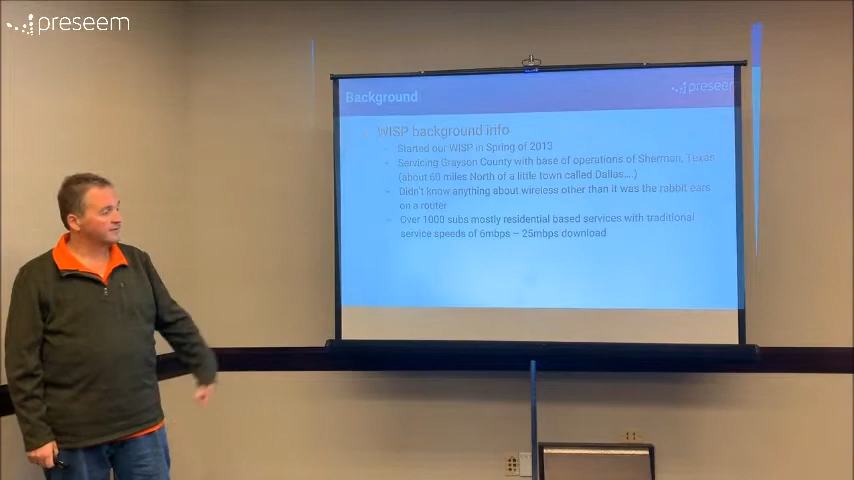 preseem
Background
preseem
WISP background info
Started our WISP in Spring of 2013
Servicing Grayson County with base of operations of Sherman, Texas
(about 60 miles North of a little town called Dallas....)
Didn't know anything about wireless other than it was the rabbit ears
on a router
Over 1000 subs mostly residential based services with traditional
service speeds of 6mbps – 25mbps download